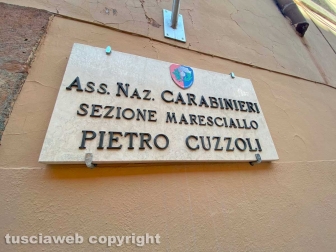 ASS. NAZ. CARABINIERI
SEZIONE MARESCIALLO
PIETRO CUZZOLI
tusciaweb copyright